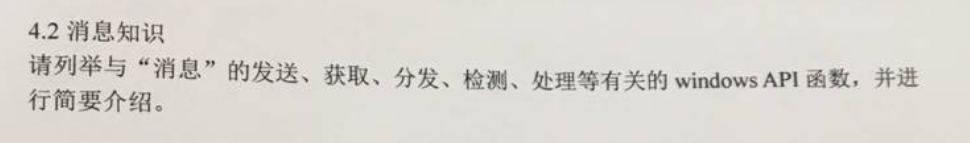 4.2 消息知识
请列举与“消息”的发送、获取、分发、检测、处理等有关的 windows API 函数，并进
行简要介绍。